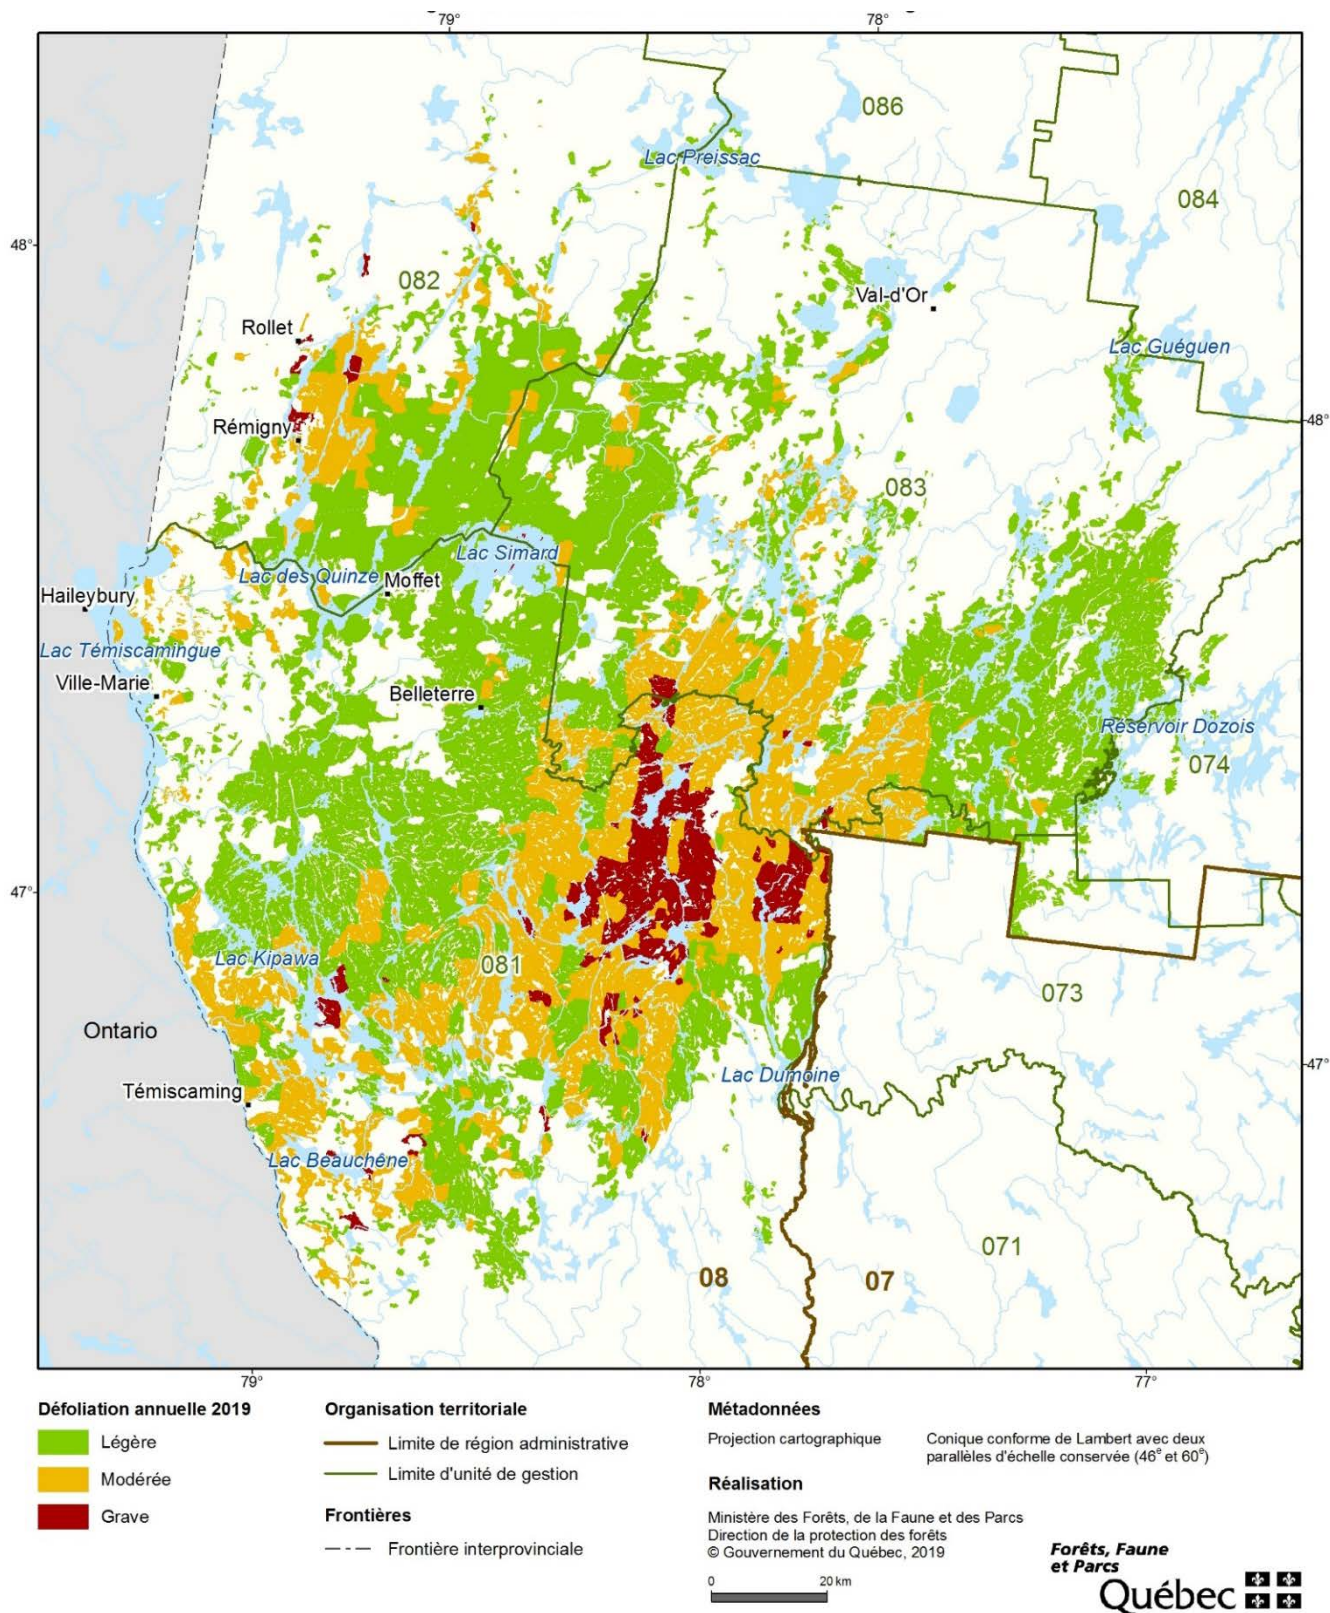 79°
78°
086
Lac Preissac
084
48°
082
Val-d'Or
Rollet
Lac Guéguen
Rémigny
48°
083
Lac Simard
Lac des Quinze
Moffet
Haileybury
Lac Témiscamingue
Ville-Marie
Belleterre
Réservoir Dozois
074
47°
Lac Kipawa
081
073
Ontario
47°
Lac Dumoine
Témiscaming
Lac Beauchêne
071
08
07
79°
78°
77°
Défoliation annuelle 2019
Légère
Modérée
Grave
Organisation territoriale
Limite de région administrative
Limite d'unité de gestion
Frontières
Frontière interprovinciale
Métadonnées
Projection cartographique
Conique conforme de Lambert avec deux
parallèles d'échelle conservée (46e et 60e)
Réalisation
Ministère des Forêts, de la Faune et des Parcs
Direction de la protection des forêts
© Gouvernement du Québec, 2019
0 20 km
Forêts, Faune
et Parcs
Québec